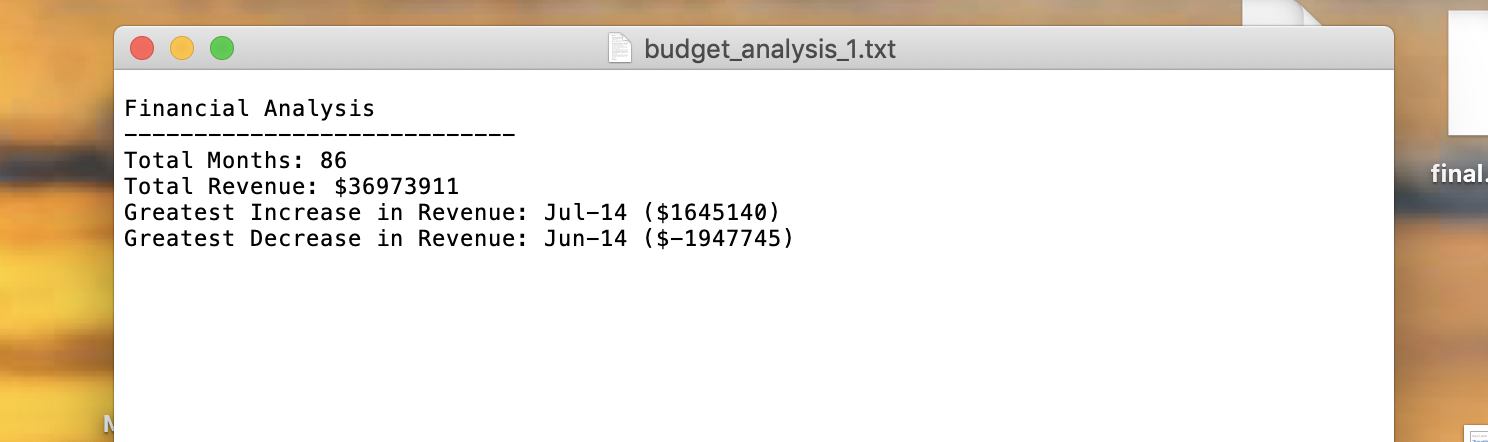 budget_analysis_1.txt
Financial Analysis
----------------------------
Total Months: 86
Total Revenue: $36973911
Greatest Increase in Revenue: Jul-14 ($1645140)
Greatest Decrease in Revenue: Jun-14 ($-1947745)
final.
M